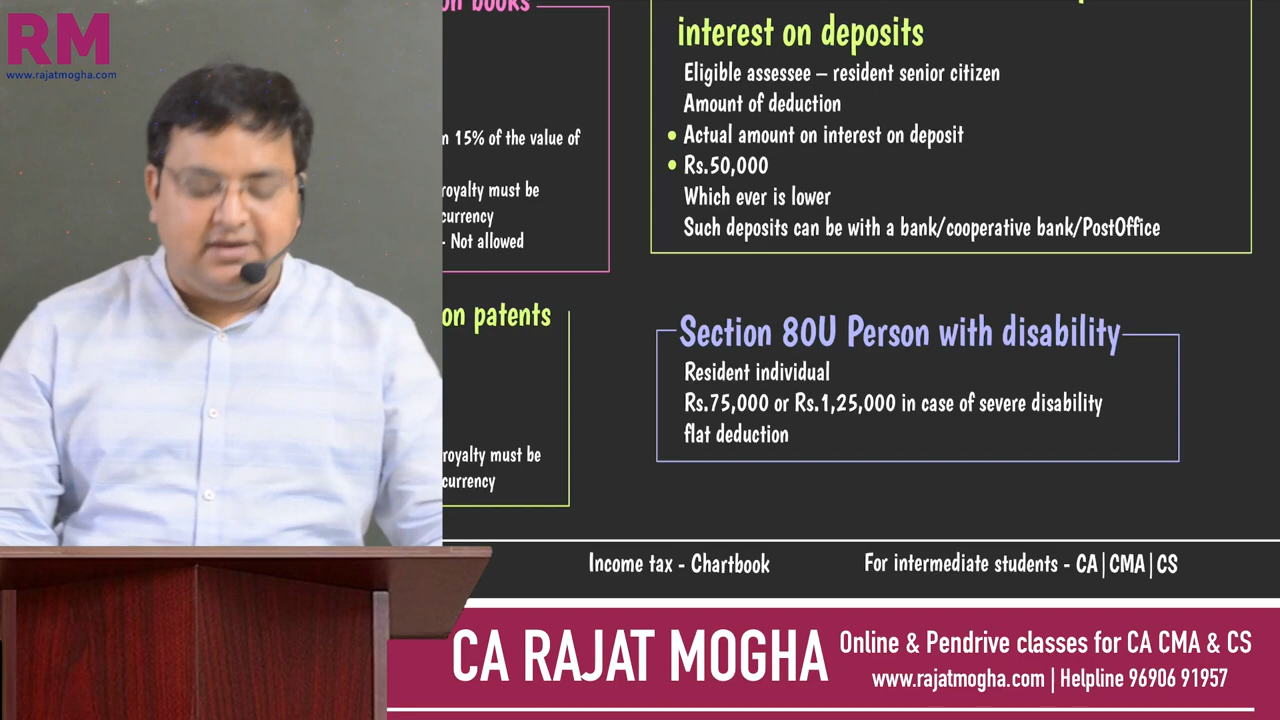 RM
www.rajatmogha.com
on books
n 15% of the value of
royalty must be
currency
- Not allowed
on patents
royalty must be
currency
interest on deposits
Eligible assessee – resident senior citizen
Amount of deduction
• Actual amount on interest on deposit
• Rs.50,000
Which ever is lower
Such deposits can be with a bank/cooperative bank/PostOffice
Section 80U Person with disability
Resident individual
Rs.75,000 or Rs.1,25,000 in case of severe disability
flat deduction
Income tax - Chartbook
For intermediate students - CA|CMA|CS
CA RAJAT MOGHA
Online & Pendrive classes for CA CMA & CS
www.rajatmogha.com | Helpline 96906 91957